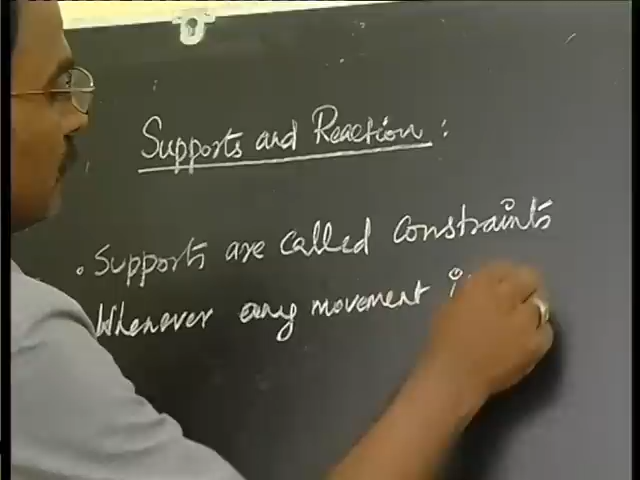 Supports and Reaction :
• Supports are called Constraints
Whenever any movement